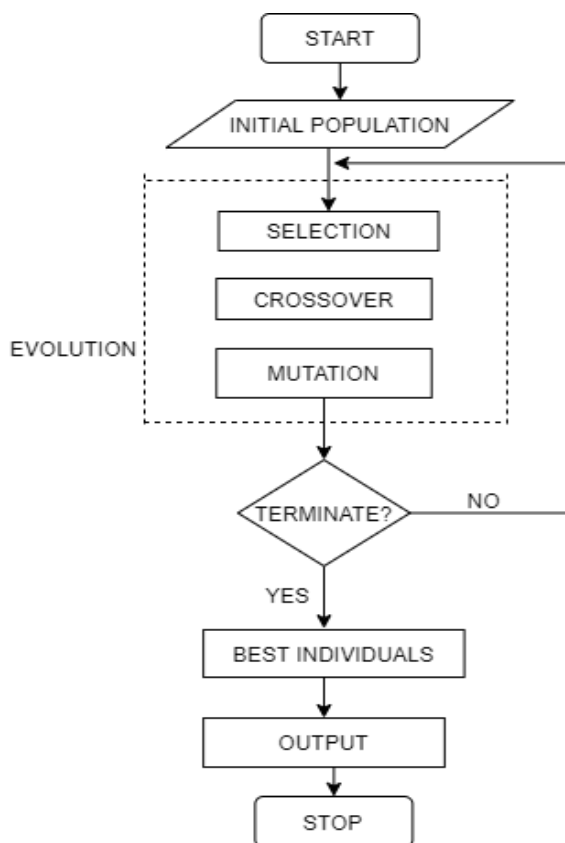 START
INITIAL POPULATION
SELECTION
CROSSOVER
EVOLUTION
MUTATION
TERMINATE?
NO
YES
BEST INDIVIDUALS
OUTPUT
STOP